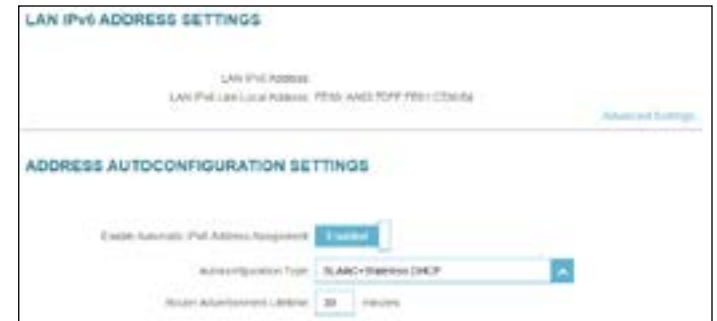 LAN IPv6 ADDRESS SETTINGS
LAN IPv6 Address:
LAN IPv6 Link-Local Address:
Advanced Settings
ADDRESS AUTOCONFIGURATION SETTINGS
Enable Automatic IPv6 Address Assignment: Enabled
Autoconfiguration Type: SLAAC+Stateless DHCP
Router Advertisement Lifetime: 30 minutes